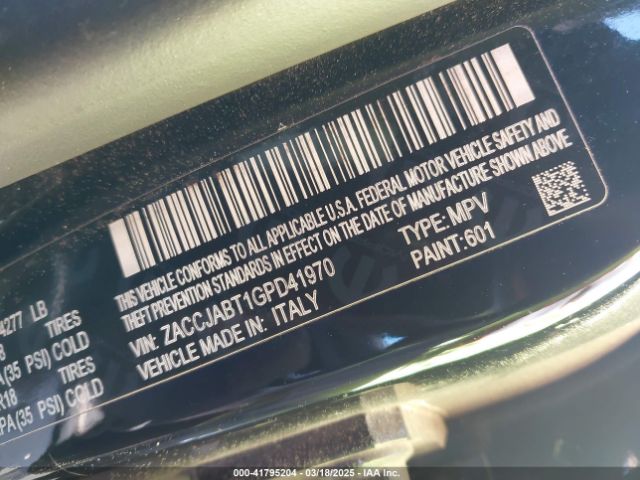 THIS VEHICLE CONFORMS TO ALL APPLICABLE U.S.A. FEDERAL MOTOR VEHICLE SAFETY AND
THEFT PREVENTION STANDARDS IN EFFECT ON THE DATE OF MANUFACTURE SHOWN ABOVE
VIN: ZACCJABT1GPD41970
TYPE: MPV
VEHICLE MADE IN: ITALY
PAINT:601
4277 LB
TIRES
(35 PSI) COLD
R18 TIRES
KPA(35 PSI) COLD
000-41795204 — 03/18/2025 — IAA Inc.